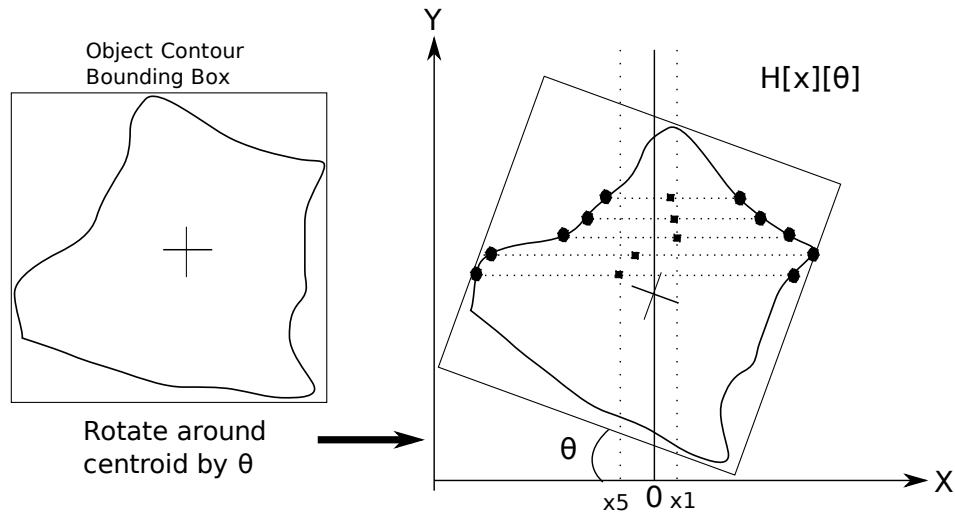 Object Contour
Bounding Box
Rotate around
centroid by θ
Y
H[x][θ]
θ
X
x5 0 x1